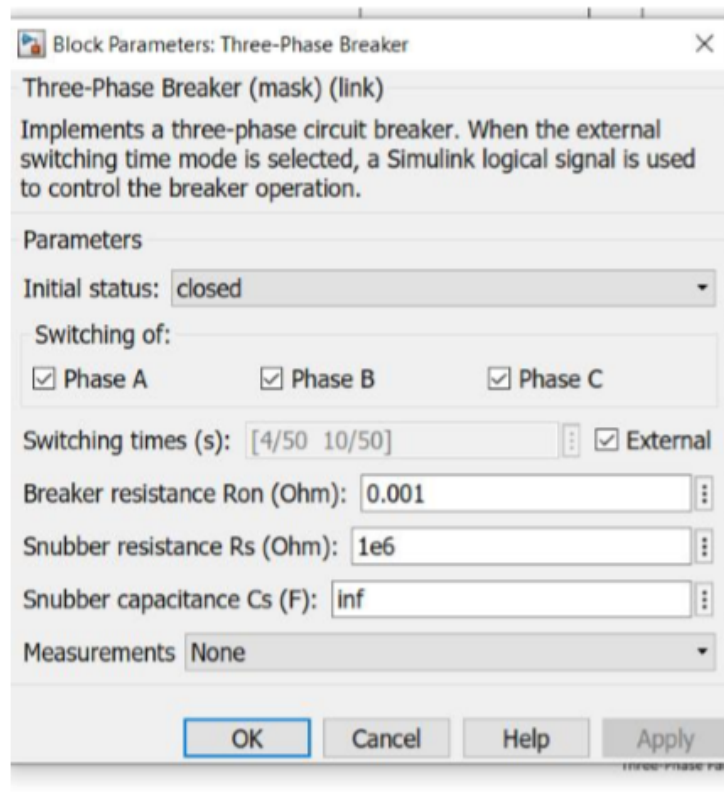 Block Parameters: Three-Phase Breaker
Three-Phase Breaker (mask) (link)
Implements a three-phase circuit breaker. When the external
switching time mode is selected, a Simulink logical signal is used
to control the breaker operation.
Parameters
Initial status: closed
Switching of:
Phase A Phase B Phase C
Switching times (s): [4/50 10/50] External
Breaker resistance Ron (Ohm): 0.001
Snubber resistance Rs (Ohm): 1e6
Snubber capacitance Cs (F): inf
Measurements None
OK Cancel Help Apply